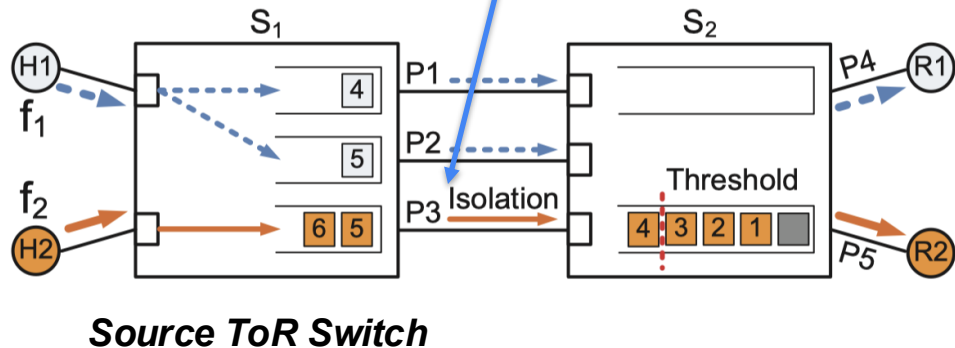 S₁
S₂
H1
f₁
4
P1
P4
R1
5
P2
Threshold
f₂
H2
6 5
P3
Isolation
4 3 2 1
P5
R2
Source ToR Switch